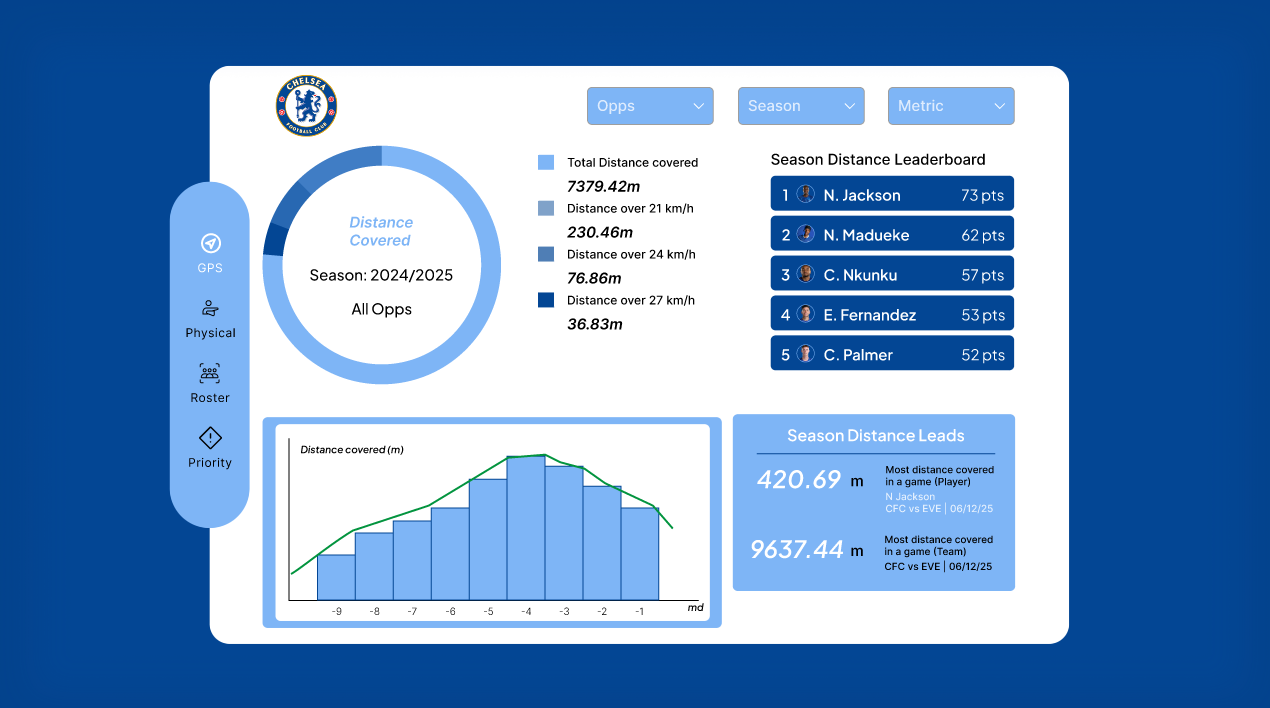 CHELSEA
FOOTBALL CLUB
Opps
Season
Metric
GPS
Physical
Roster
Priority
Distance
Covered
Season: 2024/2025
All Opps
Total Distance covered
7379.42m
Distance over 21 km/h
230.46m
Distance over 24 km/h
76.86m
Distance over 27 km/h
36.83m
Season Distance Leaderboard
1 N. Jackson 73 pts
2 N. Madueke 62 pts
3 C. Nkunku 57 pts
4 E. Fernandez 53 pts
5 C. Palmer 52 pts
Distance covered (m)
-9 -8 -7 -6 -5 -4 -3 -2 -1
md
Season Distance Leads
420.69 m
Most distance covered
in a game (Player)
N Jackson
CFC vs EVE | 06/12/25
9637.44 m
Most distance covered
in a game (Team)
CFC vs EVE | 06/12/25